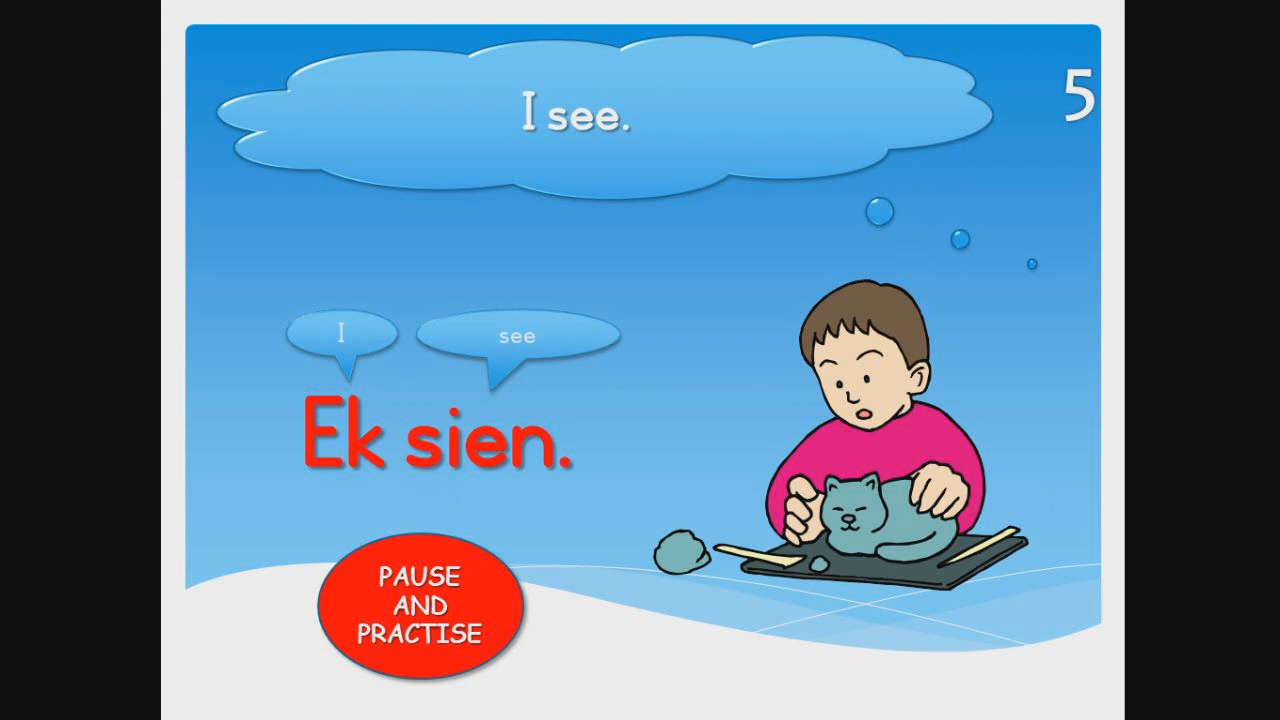 I see.
5
I see
Ek sien.
PAUSE
AND
PRACTISE